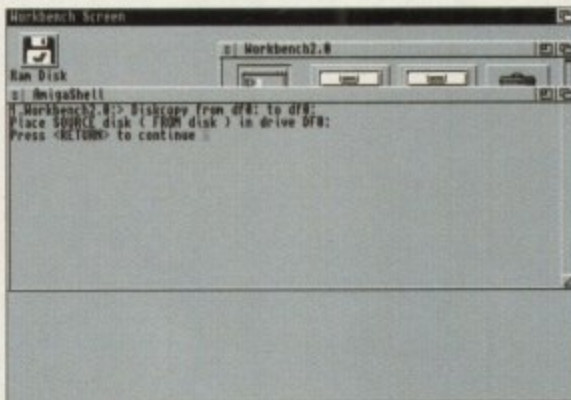 Workbench Screen
Workbench2.0
Ram Disk
AmigaShell
1.Workbench2.0:> Diskcopy from df0: to df0:
Place SOURCE disk ( FROM disk ) in drive DF0:
Press <RETURN> to continue